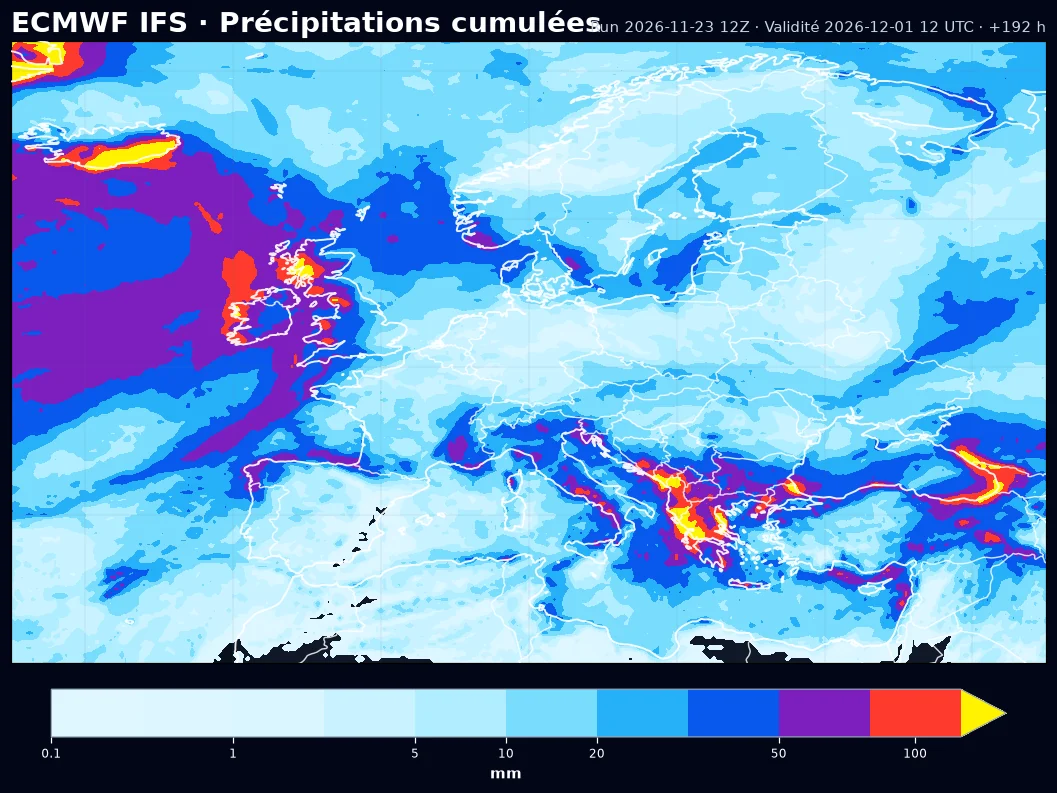 ECMWF IFS · Précipitations cumulées
Run 2026-11-23 12Z · Validité 2026-12-01 12 UTC · +192 h
0.1 1 5 10 20 50 100
mm